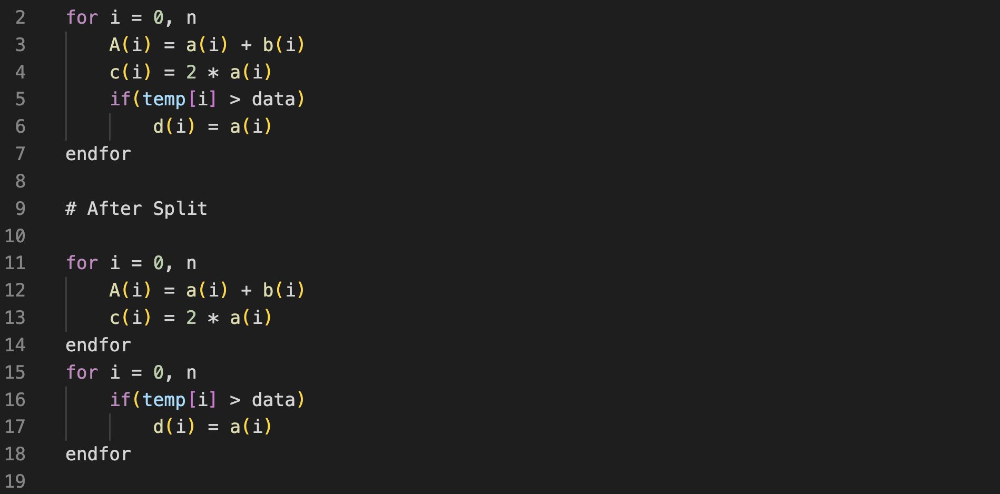 2 for i = 0, n
3 A(i) = a(i) + b(i)
4 c(i) = 2 * a(i)
5 if(temp[i] > data)
6 d(i) = a(i)
7 endfor
8
9 # After Split
10
11 for i = 0, n
12 A(i) = a(i) + b(i)
13 c(i) = 2 * a(i)
14 endfor
15 for i = 0, n
16 if(temp[i] > data)
17 d(i) = a(i)
18 endfor
19